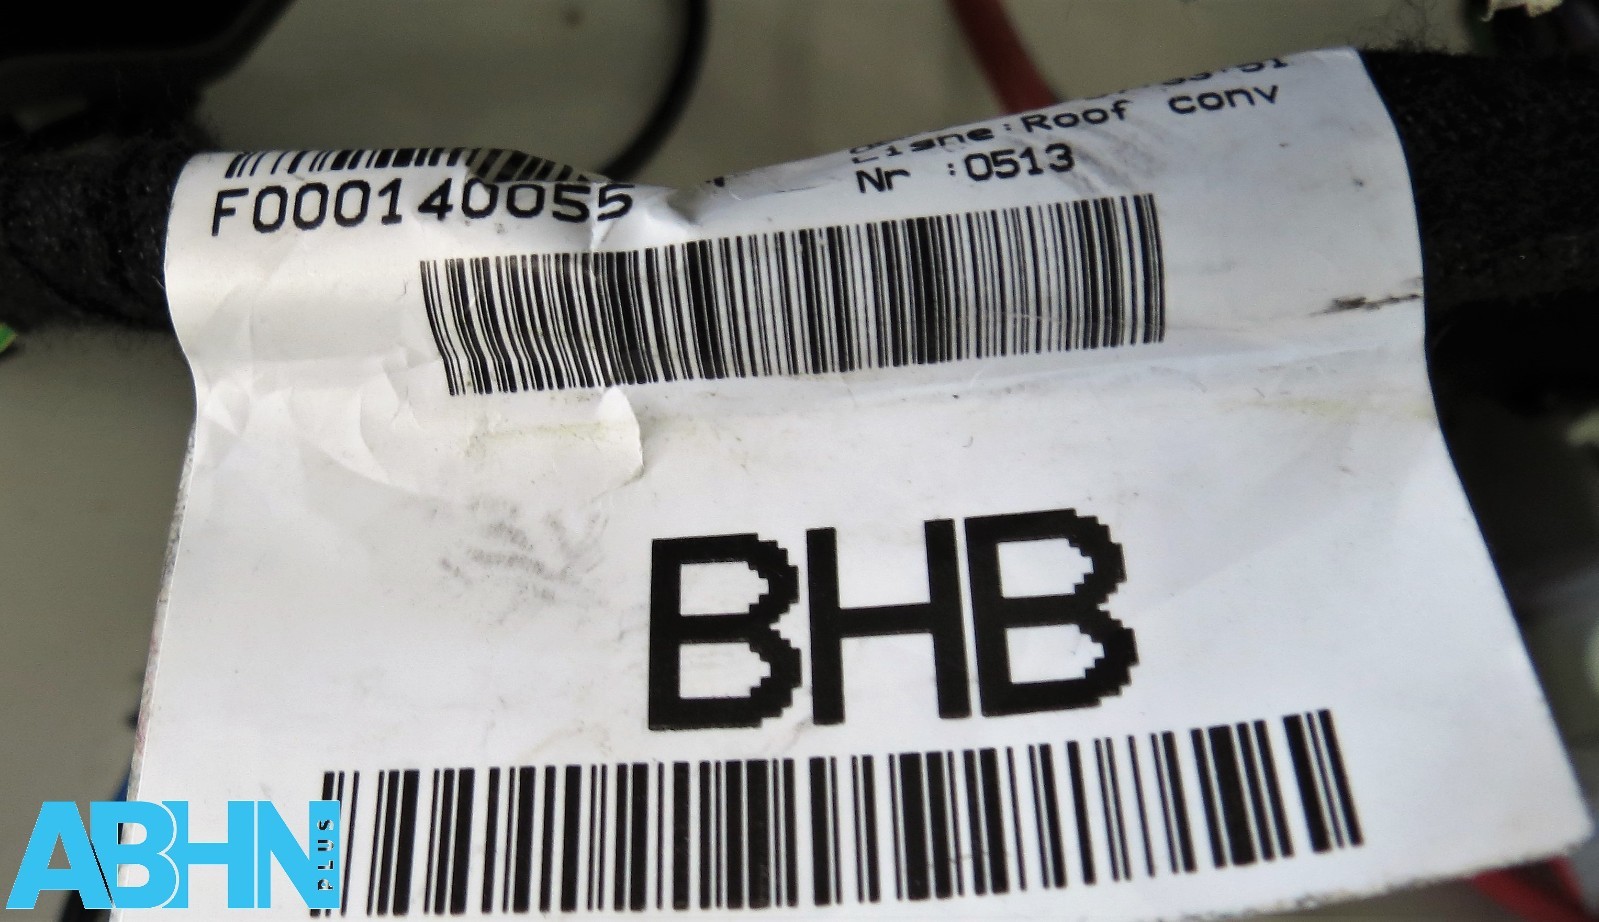 Ligne:Roof conv
F000140055
Nr :0513
BHB
ABHN
PLUS